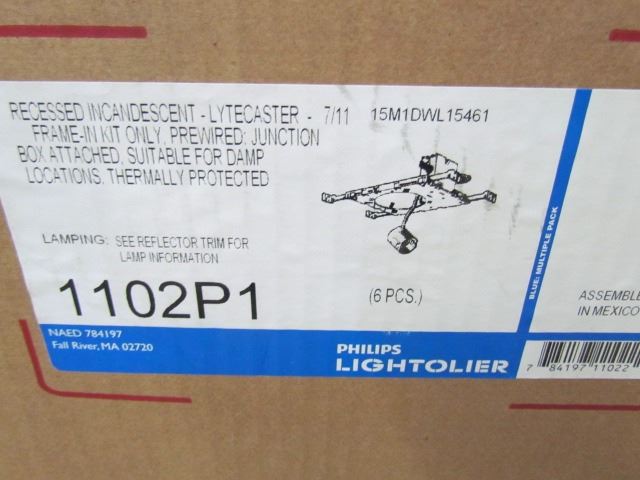 RECESSED INCANDESCENT - LYTECASTER - 7/11 15M1DWL15461
FRAME-IN KIT ONLY, PREWIRED; JUNCTION
BOX ATTACHED, SUITABLE FOR DAMP
LOCATIONS, THERMALLY PROTECTED
LAMPING: SEE REFLECTOR TRIM FOR
LAMP INFORMATION
1102P1
(6 PCS.)
BLUE: MULTIPLE PACK
ASSEMBLE
IN MEXICO
NAED 784197
Fall River, MA 02720
PHILIPS
LIGHTOLIER
7 84197 11022